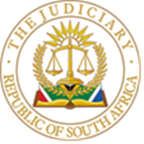 • THE JUDICIARY •
REPUBLIC OF SOUTH AFRICA